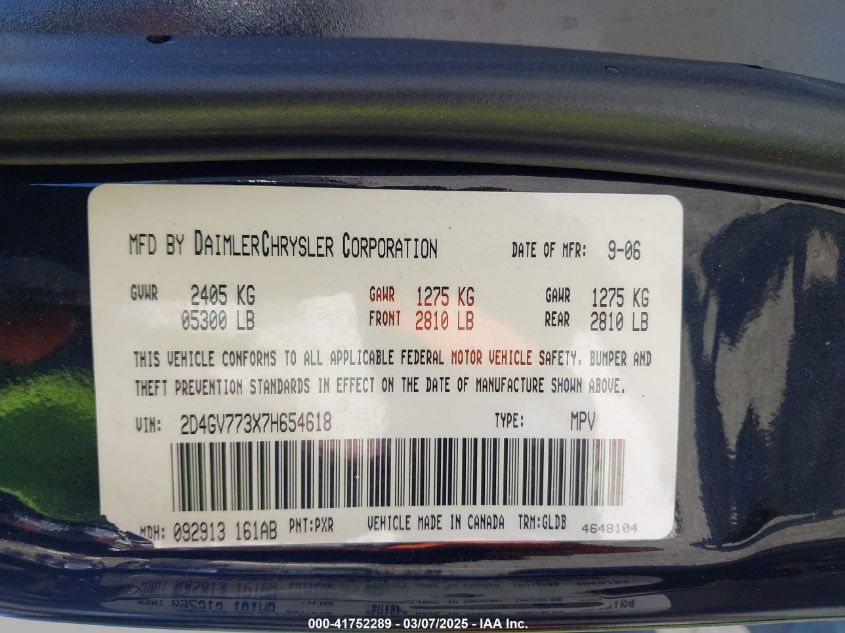 MFD BY DAIMLERCHRYSLER CORPORATION DATE OF MFR: 9-06
GVWR 2405 KG GAWR 1275 KG GAWR 1275 KG
05300 LB FRONT 2810 LB REAR 2810 LB
THIS VEHICLE CONFORMS TO ALL APPLICABLE FEDERAL MOTOR VEHICLE SAFETY, BUMPER AND
THEFT PREVENTION STANDARDS IN EFFECT ON THE DATE OF MANUFACTURE SHOWN ABOVE.
VIN: 2D4GV773X7H654618 TYPE: MPV
MDH: 092913 161AB PNT:PXR VEHICLE MADE IN CANADA TRM:GLDB 4648104
000-41752289 - 03/07/2025 - IAA Inc.